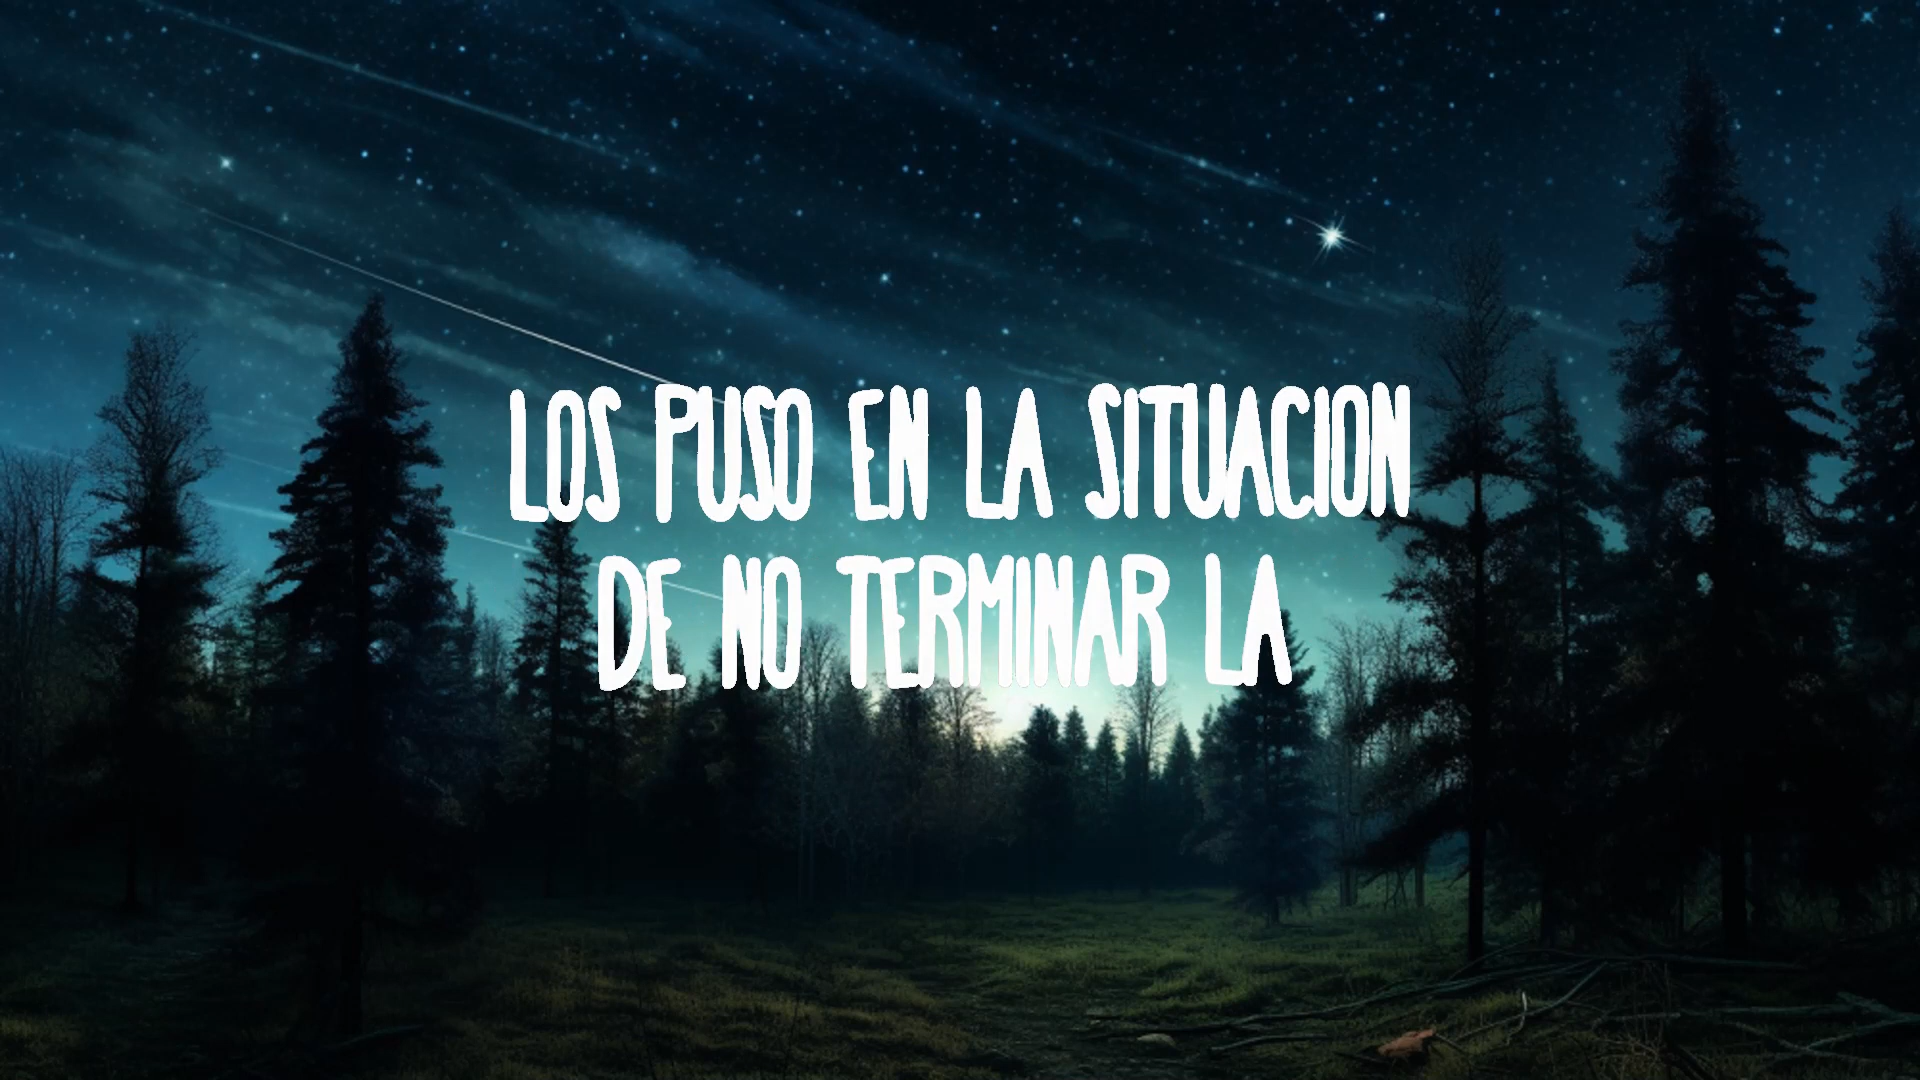 LOS PUSO EN LA SITUACION
DE NO TERMINAR LA